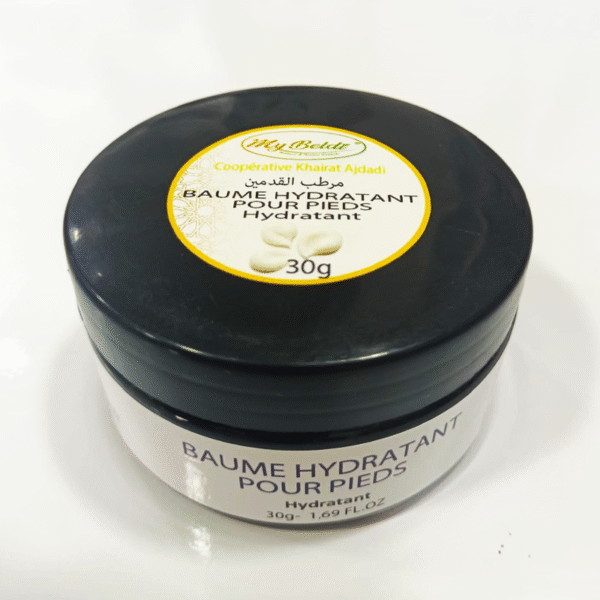 My Beldi
Coopérative Khairat Ajdadi
مرطب القدمين
BAUME HYDRATANT
POUR PIEDS
Hydratant
30g
BAUME HYDRATANT
POUR PIEDS
Hydratant
30g- 1.69 FL.OZ